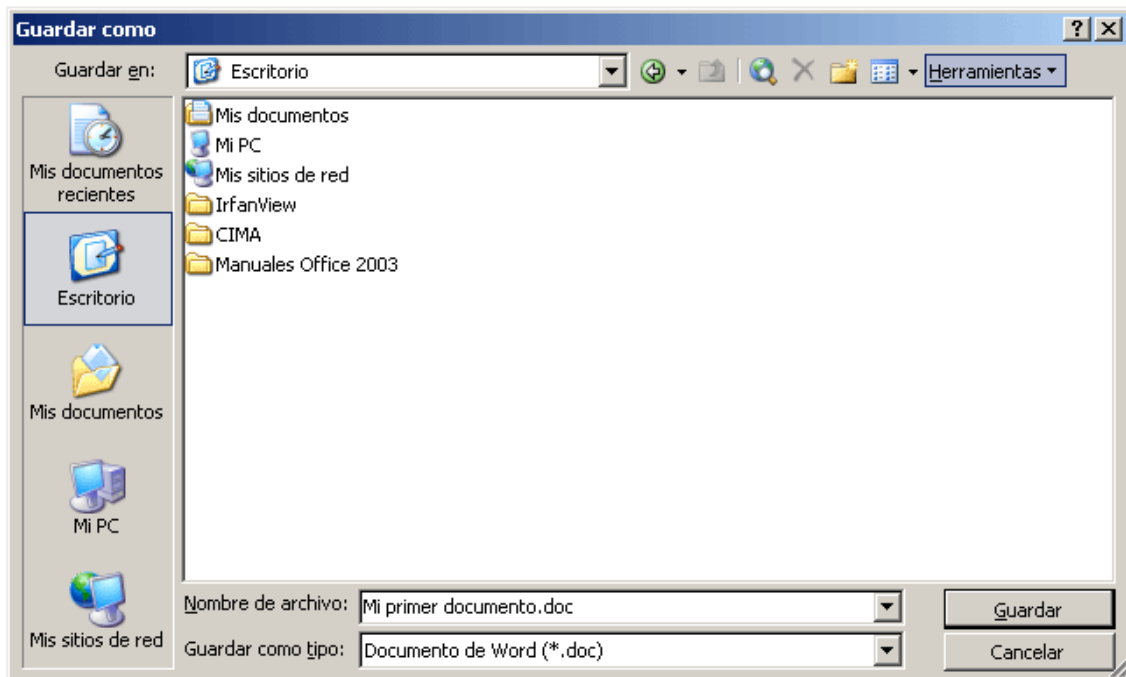 Guardar como
Guardar en:
Escritorio
Herramientas
Mis documentos
recientes
Escritorio
Mis documentos
Mi PC
Mis sitios de red
Mis documentos
Mi PC
Mis sitios de red
IrfanView
CIMA
Manuales Office 2003
Nombre de archivo:
Mi primer documento.doc
Guardar
Guardar como tipo:
Documento de Word (*.doc)
Cancelar